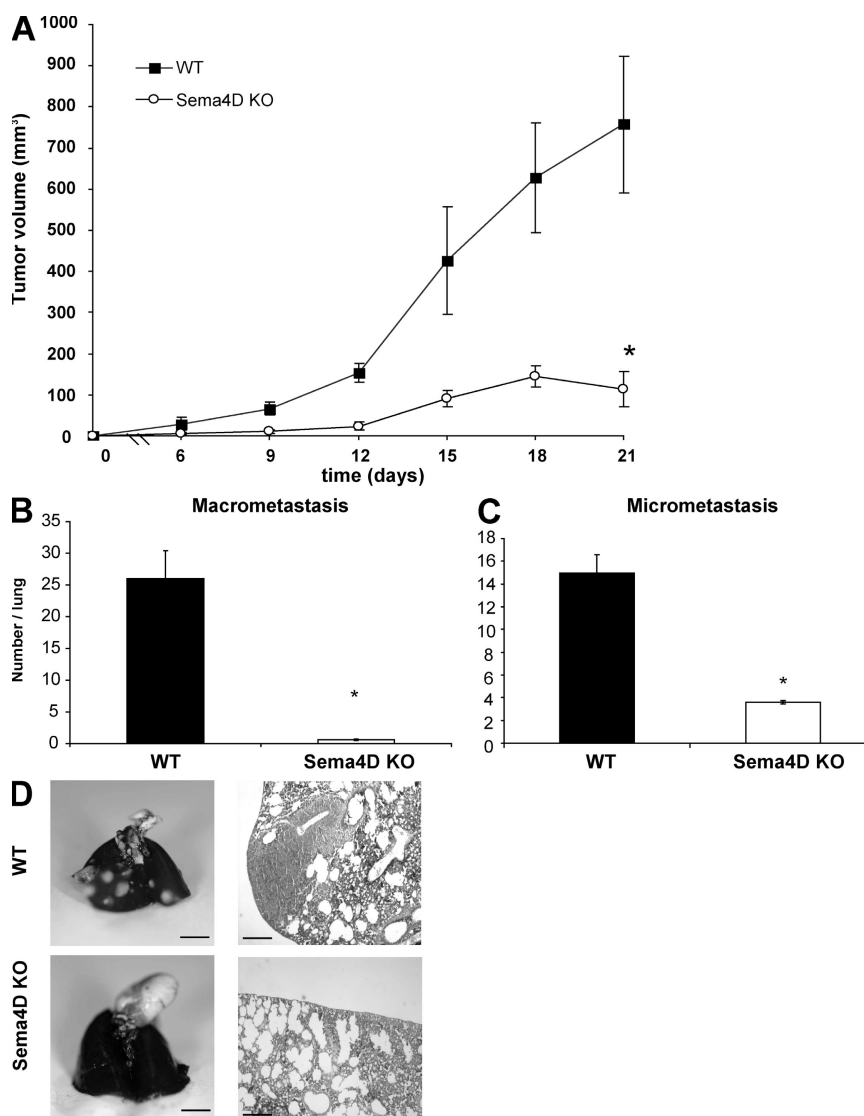 A
Tumor volume (mm³)
1000
900
800
700
600
500
400
300
200
100
0
WT
Sema4D KO
*
0 6 9 12 15 18 21
time (days)
B
Macrometastasis
Number / lung
35
30
25
20
15
10
5
0
*
WT Sema4D KO
C
Micrometastasis
18
16
14
12
10
8
6
4
2
0
*
WT Sema4D KO
D
WT
Sema4D KO